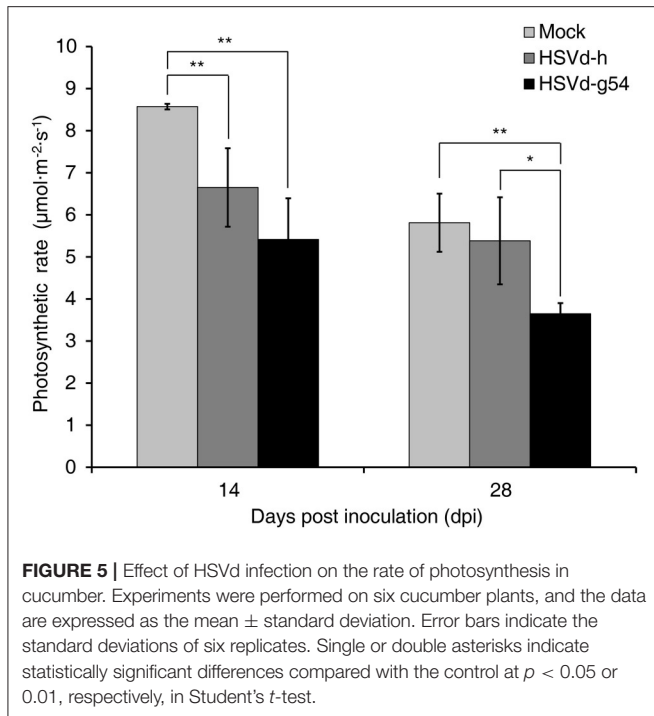 Mock
HSVd-h
HSVd-g54
10
9
8
7
6
5
4
3
2
1
0
Photosynthetic rate (μmol·m⁻²·s⁻¹)
**
**
**
*
14
28
Days post inoculation (dpi)
FIGURE 5 | Effect of HSVd infection on the rate of photosynthesis in
cucumber. Experiments were performed on six cucumber plants, and the data
are expressed as the mean ± standard deviation. Error bars indicate the
standard deviations of six replicates. Single or double asterisks indicate
statistically significant differences compared with the control at p < 0.05 or
0.01, respectively, in Student’s t-test.